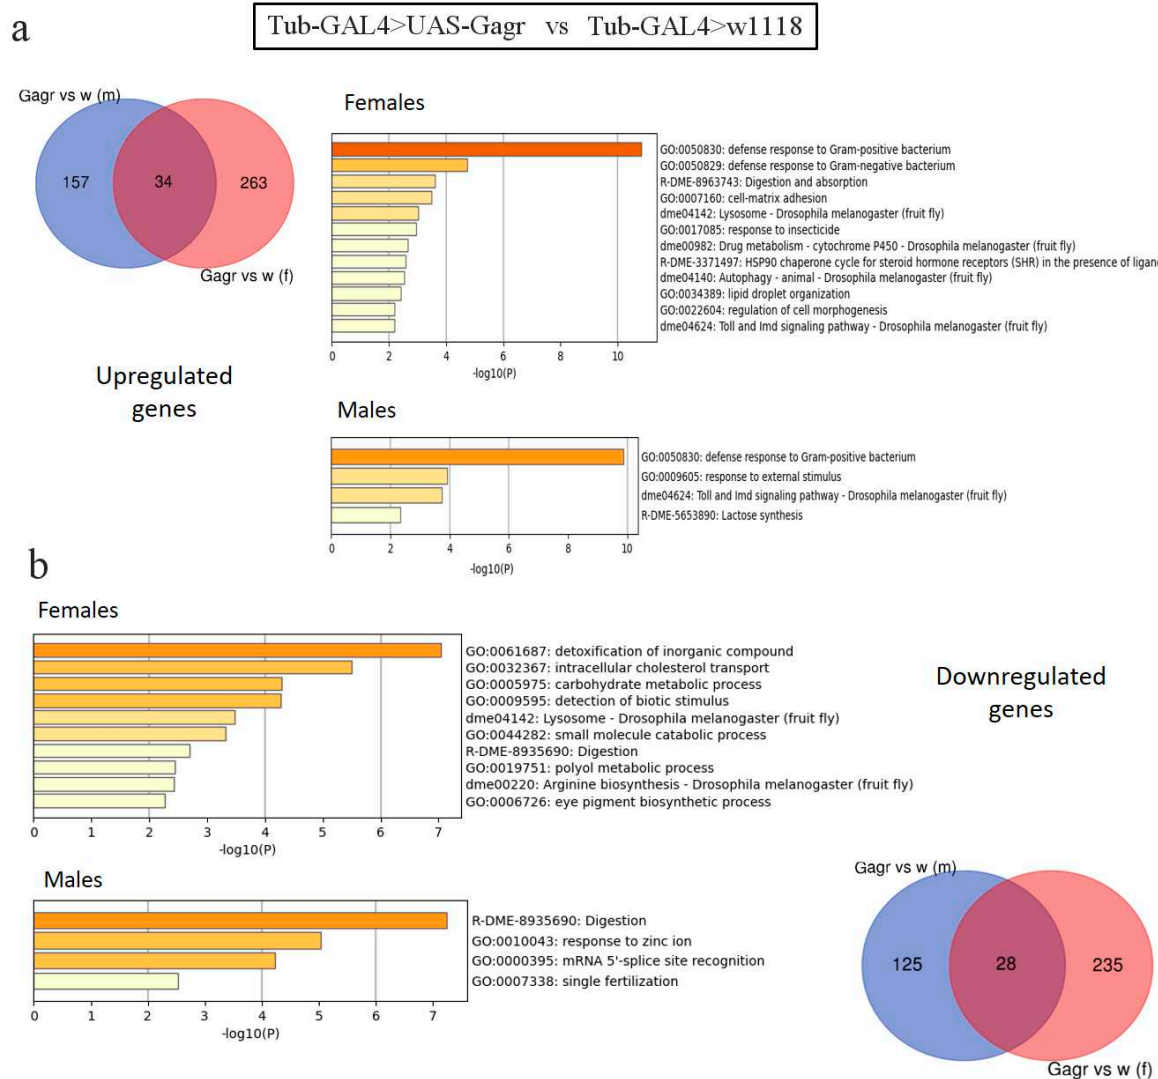 a
Tub-GAL4>UAS-Gagr vs Tub-GAL4>w1118
Gagr vs w (m)
157
34
263
Gagr vs w (f)
Upregulated
genes
Females
GO:0050830: defense response to Gram-positive bacterium
GO:0050829: defense response to Gram-negative bacterium
R-DME-8963743: Digestion and absorption
GO:0007160: cell-matrix adhesion
dme04142: Lysosome - Drosophila melanogaster (fruit fly)
GO:0017085: response to insecticide
dme00982: Drug metabolism - cytochrome P450 - Drosophila melanogaster (fruit fly)
R-DME-3371497: HSP90 chaperone cycle for steroid hormone receptors (SHR) in the presence of ligan
dme04140: Autophagy - animal - Drosophila melanogaster (fruit fly)
GO:0034389: lipid droplet organization
GO:0022604: regulation of cell morphogenesis
dme04624: Toll and Imd signaling pathway - Drosophila melanogaster (fruit fly)
0 2 4 6 8 10
-log10(P)
Males
GO:0050830: defense response to Gram-positive bacterium
GO:0009605: response to external stimulus
dme04624: Toll and Imd signaling pathway - Drosophila melanogaster (fruit fly)
R-DME-5653890: Lactose synthesis
0 2 4 6 8 10
-log10(P)
b
Females
GO:0061687: detoxification of inorganic compound
GO:0032367: intracellular cholesterol transport
GO:0005975: carbohydrate metabolic process
GO:0009595: detection of biotic stimulus
dme04142: Lysosome - Drosophila melanogaster (fruit fly)
GO:0044282: small molecule catabolic process
R-DME-8935690: Digestion
GO:0019751: polyol metabolic process
dme00220: Arginine biosynthesis - Drosophila melanogaster (fruit fly)
GO:0006726: eye pigment biosynthetic process
0 1 2 3 4 5 6 7
-log10(P)
Downregulated
genes
Males
R-DME-8935690: Digestion
GO:0010043: response to zinc ion
GO:0000395: mRNA 5'-splice site recognition
GO:0007338: single fertilization
0 1 2 3 4 5 6 7
-log10(P)
Gagr vs w (m)
125
28
235
Gagr vs w (f)